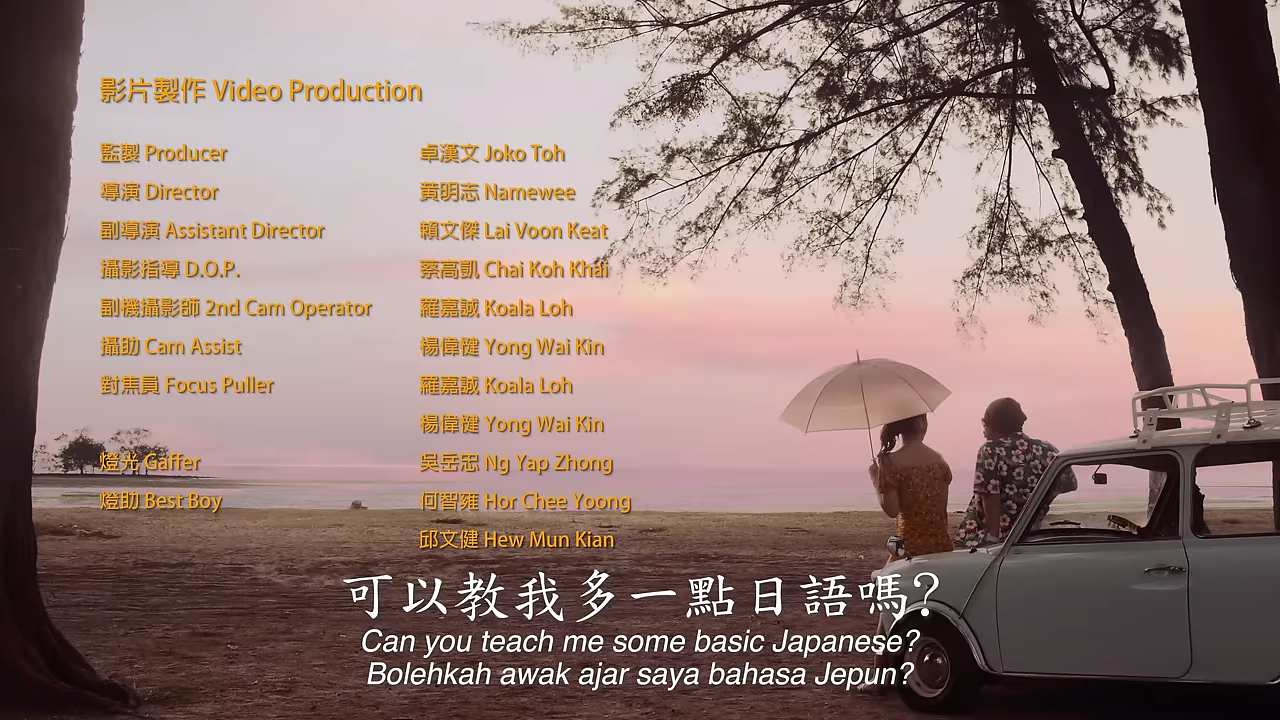 影片製作 Video Production
監製 Producer 卓漢文 Joko Toh
導演 Director 黃明志 Namewee
副導演 Assistant Director 賴文傑 Lai Voon Keat
攝影指導 D.O.P. 蔡高凱 Chai Koh Khai
副機攝影師 2nd Cam Operator 羅嘉誠 Koala Loh
攝助 Cam Assist 楊偉健 Yong Wai Kin
對焦員 Focus Puller 羅嘉誠 Koala Loh
楊偉健 Yong Wai Kin
燈光 Gaffer 吳岳忠 Ng Yap Zhong
燈助 Best Boy 何智雍 Hor Chee Yoong
邱文健 Hew Mun Kian
可以教我多一點日語嗎?
Can you teach me some basic Japanese?
Bolehkah awak ajar saya bahasa Jepun?